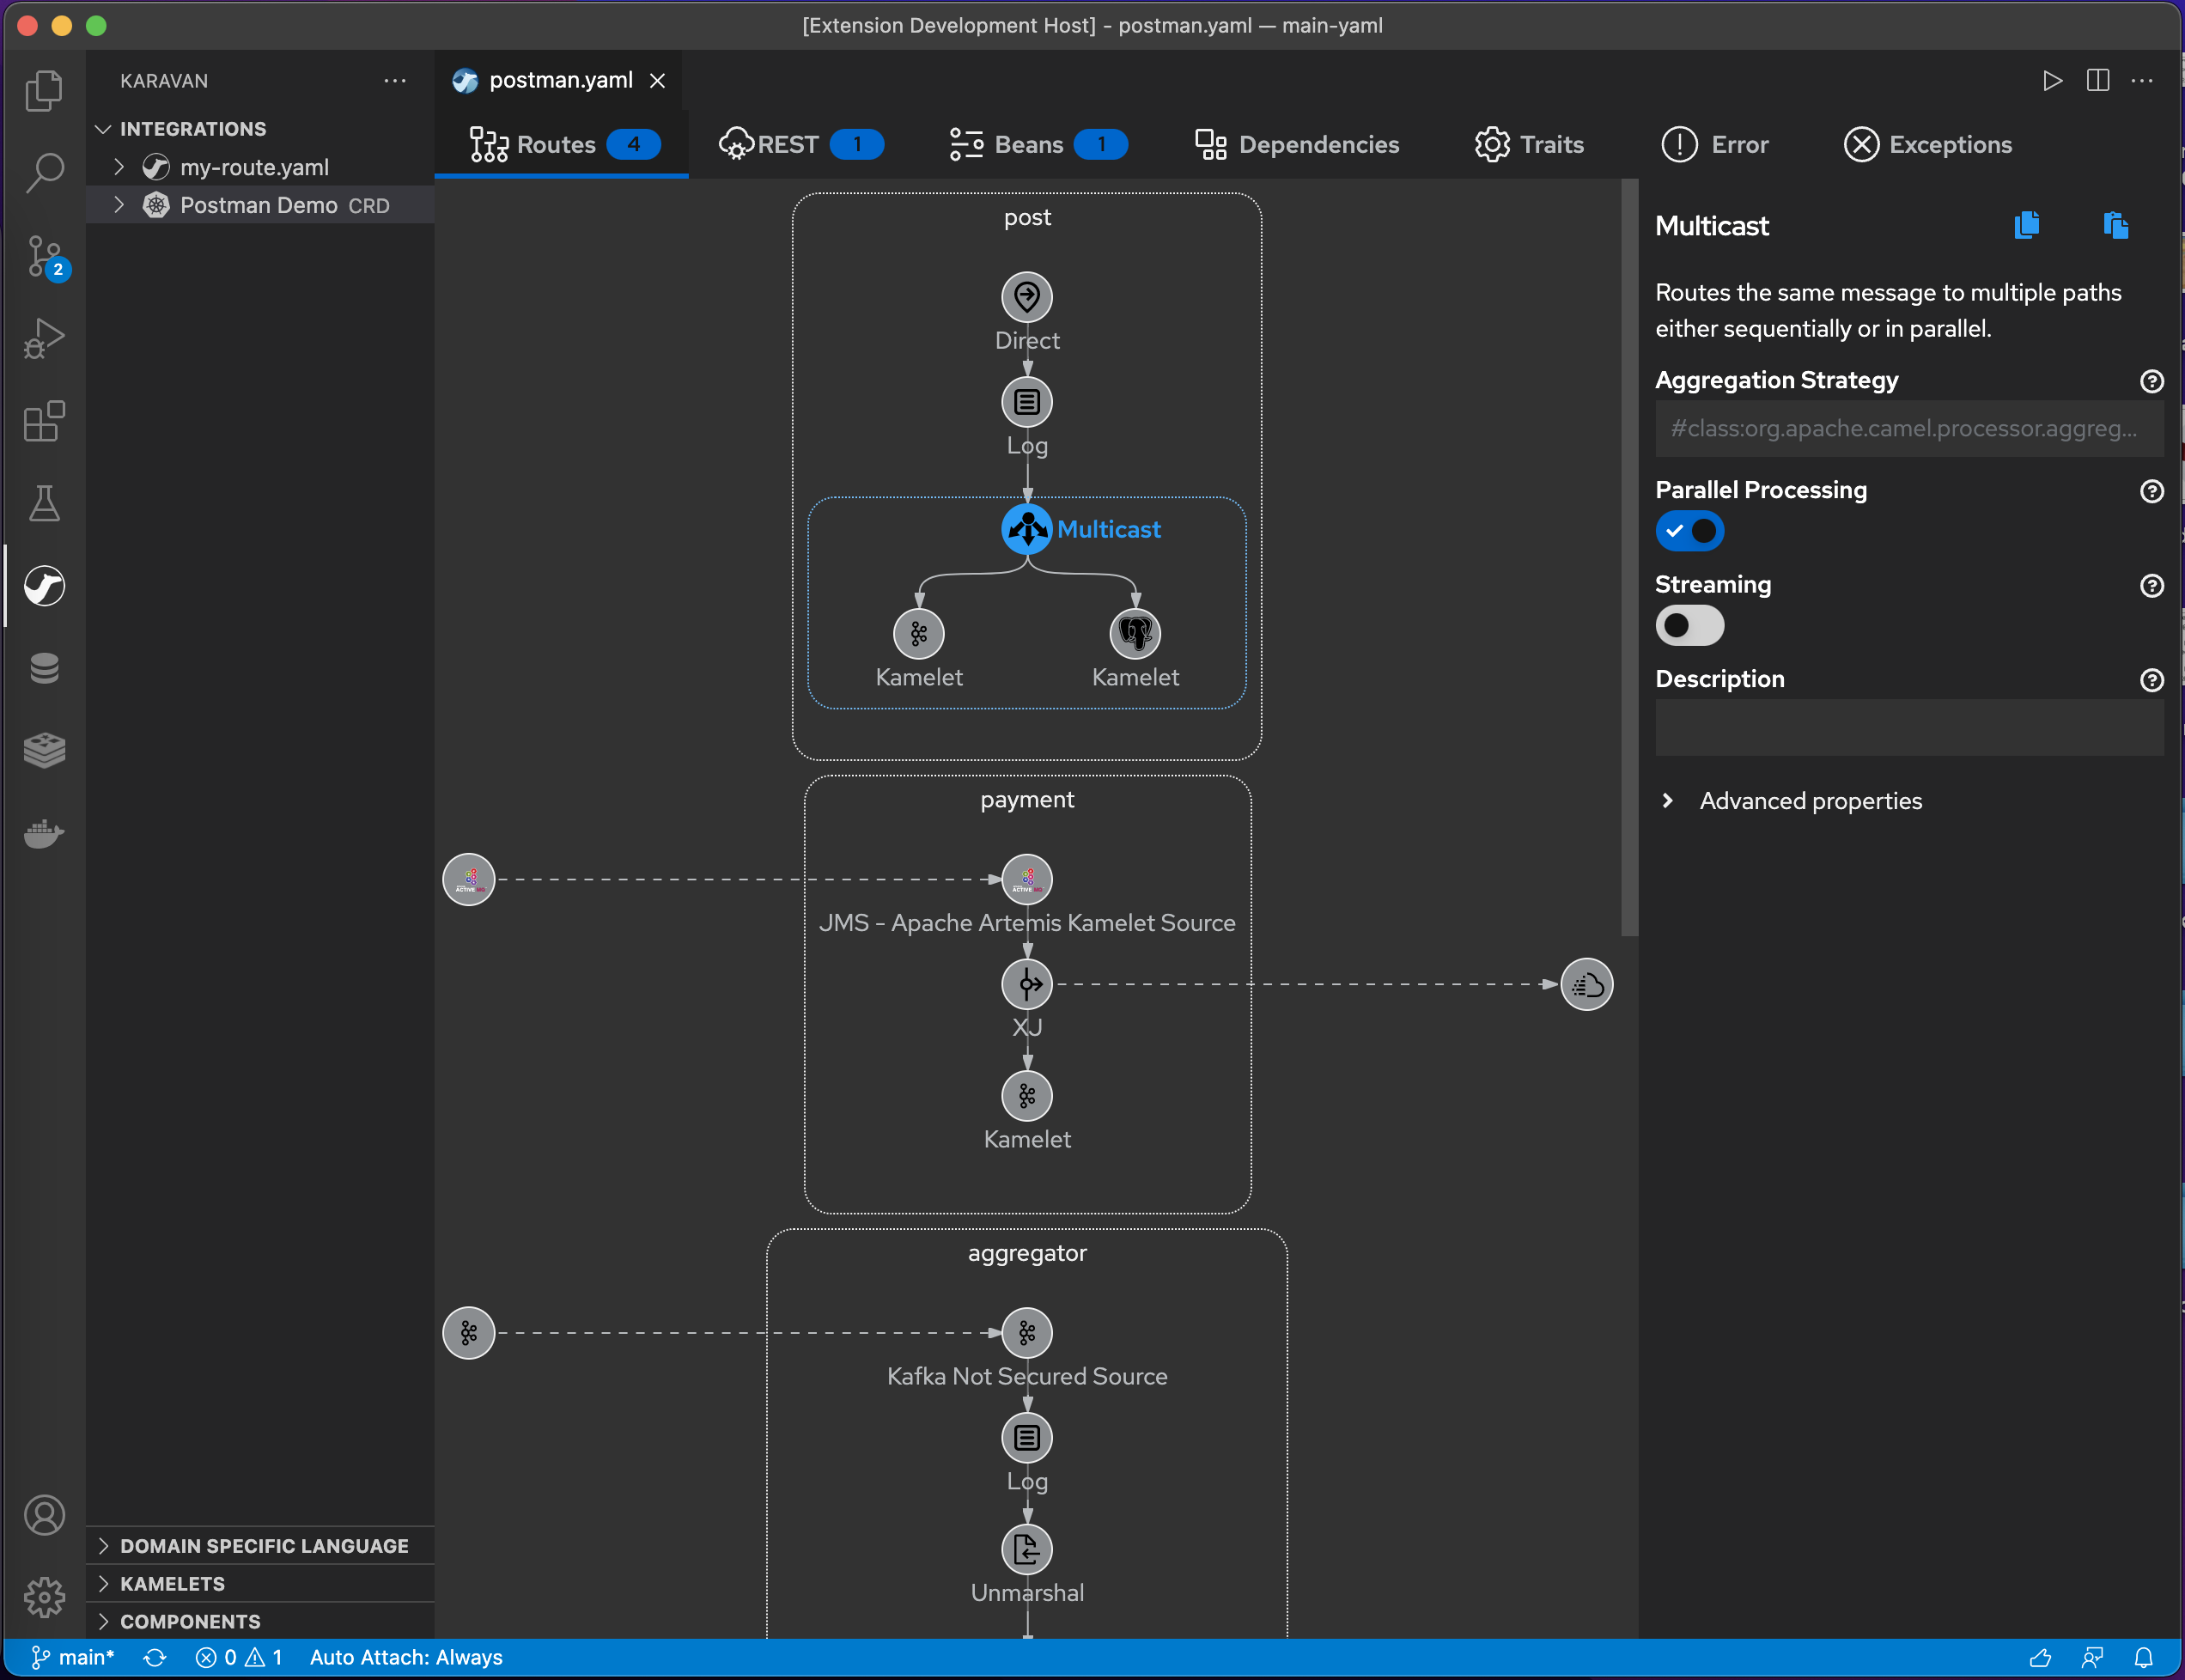 [Extension Development Host] - postman.yaml — main-yaml
KARAVAN
postman.yaml
INTEGRATIONS
my-route.yaml
Postman Demo CRD
2
Routes 4
REST 1
Beans 1
Dependencies
Traits
Error
Exceptions
post
Direct
Log
Multicast
Kamelet
Kamelet
payment
ACTIVE MQ
ACTIVE MQ
JMS - Apache Artemis Kamelet Source
XJ
Kamelet
aggregator
Kafka Not Secured Source
Log
Unmarshal
Multicast
Routes the same message to multiple paths
either sequentially or in parallel.
Aggregation Strategy
#class:org.apache.camel.processor.aggreg...
Parallel Processing
Streaming
Description
Advanced properties
DOMAIN SPECIFIC LANGUAGE
KAMELETS
COMPONENTS
main* 0 1 Auto Attach: Always